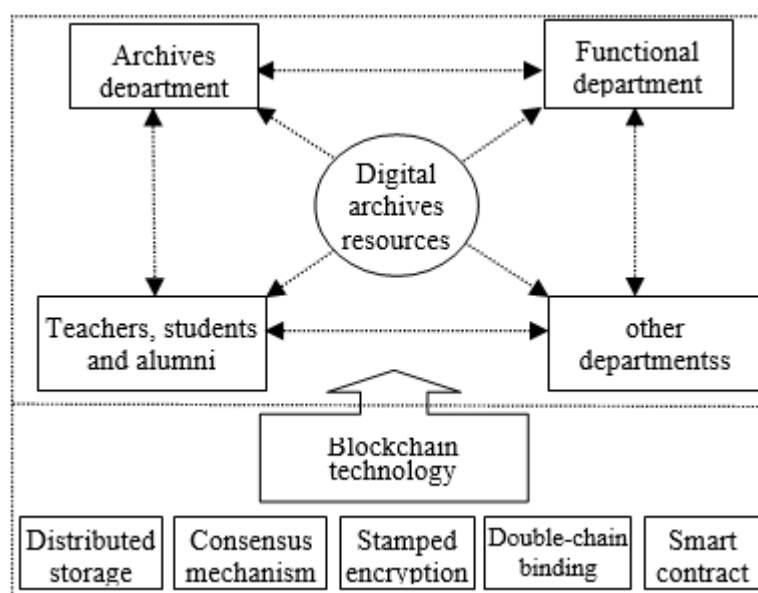 Archives
department
Functional
department
Digital
archives
resources
Teachers, students
and alumni
other
departmentss
Blockchain
technology
Distributed
storage
Consensus
mechanism
Stamped
encryption
Double-chain
binding
Smart
contract